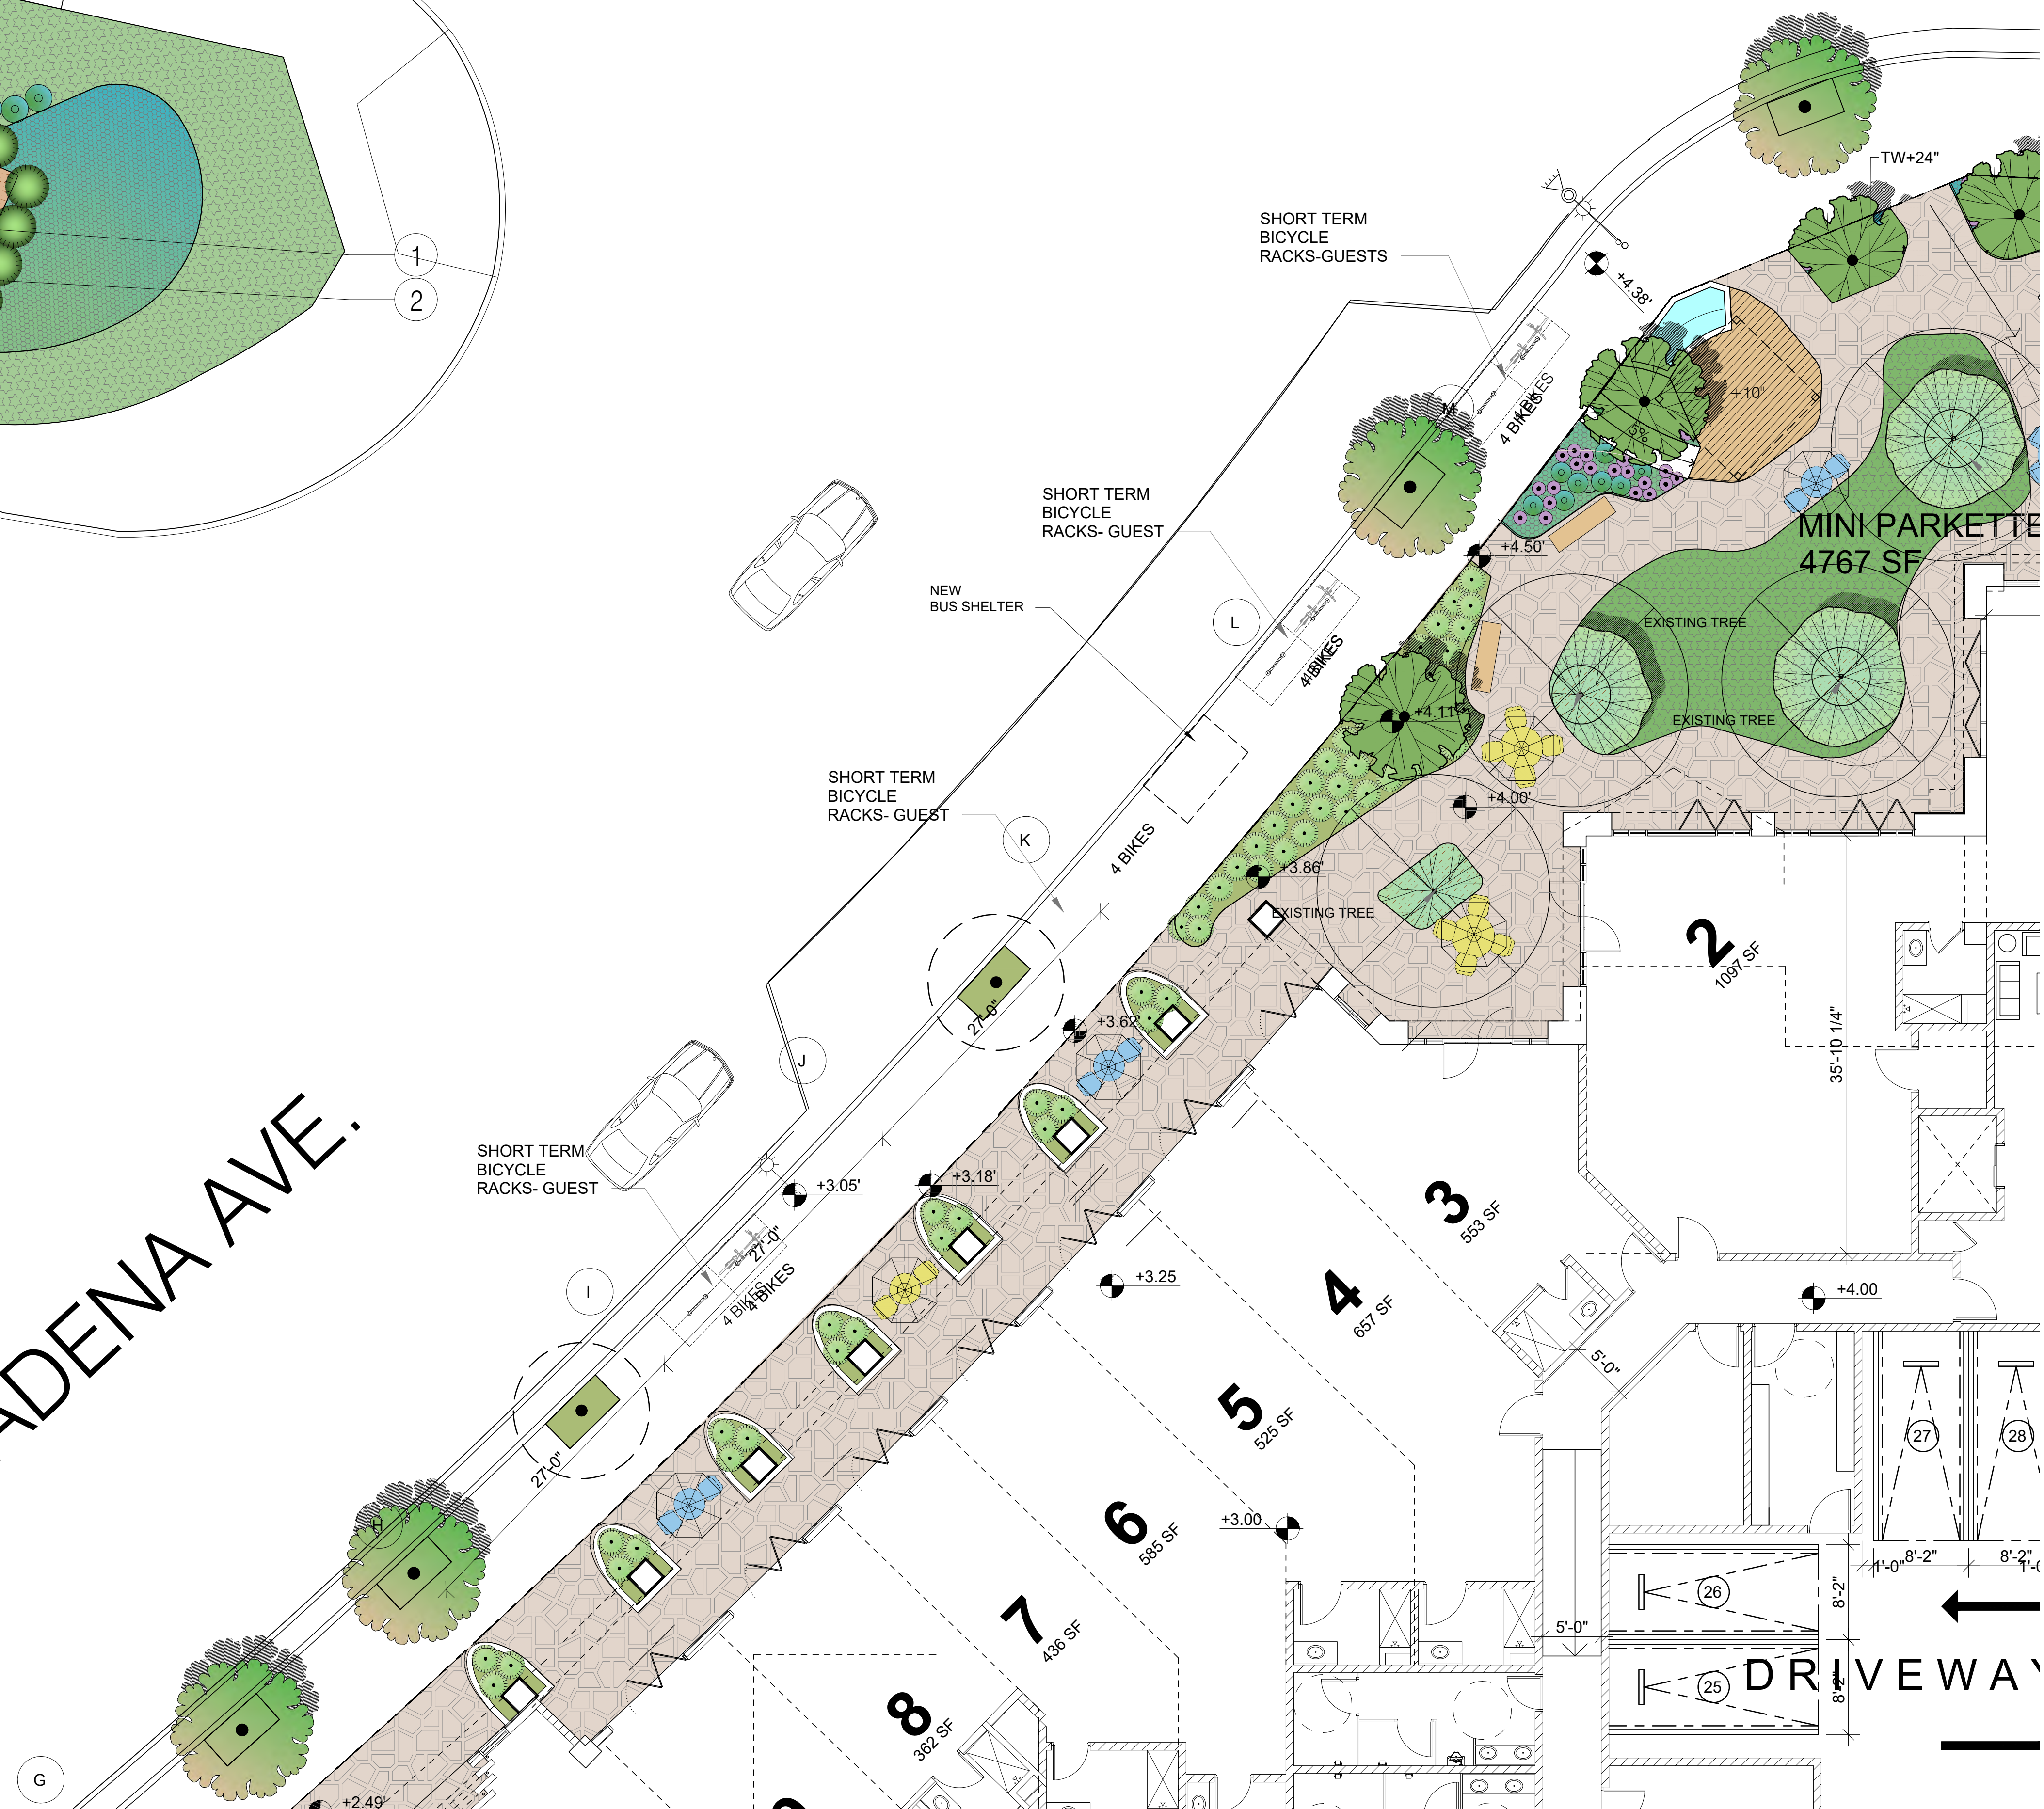 TW+24"
SHORT TERM
BICYCLE
RACKS-GUESTS
1
2
+4.38'
+10"
M
4 BIKES
4 BIKES
5%
SHORT TERM
BICYCLE
RACKS- GUEST
MINI PARKETTE
4767 SF
+4.50'
NEW
BUS SHELTER
L
EXISTING TREE
4 BIKES
4 BIKES
+4.11'
EXISTING TREE
SHORT TERM
BICYCLE
RACKS- GUEST
+4.00'
K
4 BIKES
+3.86'
EXISTING TREE
2
1097 SF
27'-0"
+3.62'
35'-10 1/4"
J
ADENA AVE.
SHORT TERM
BICYCLE
RACKS- GUEST
+3.05'
+3.18'
3
553 SF
27'-0"
+3.25
4 BIKES
4 BIKES
I
4
657 SF
+4.00
5'-0"
5
525 SF
27
28
27'-0"
H
6
585 SF
+3.00
1'-0"
8'-2"
8'-2"
26
8'-2"
7
436 SF
5'-0"
25
8'-2"
DRIVEWAY
8
362 SF
G
+2.49'